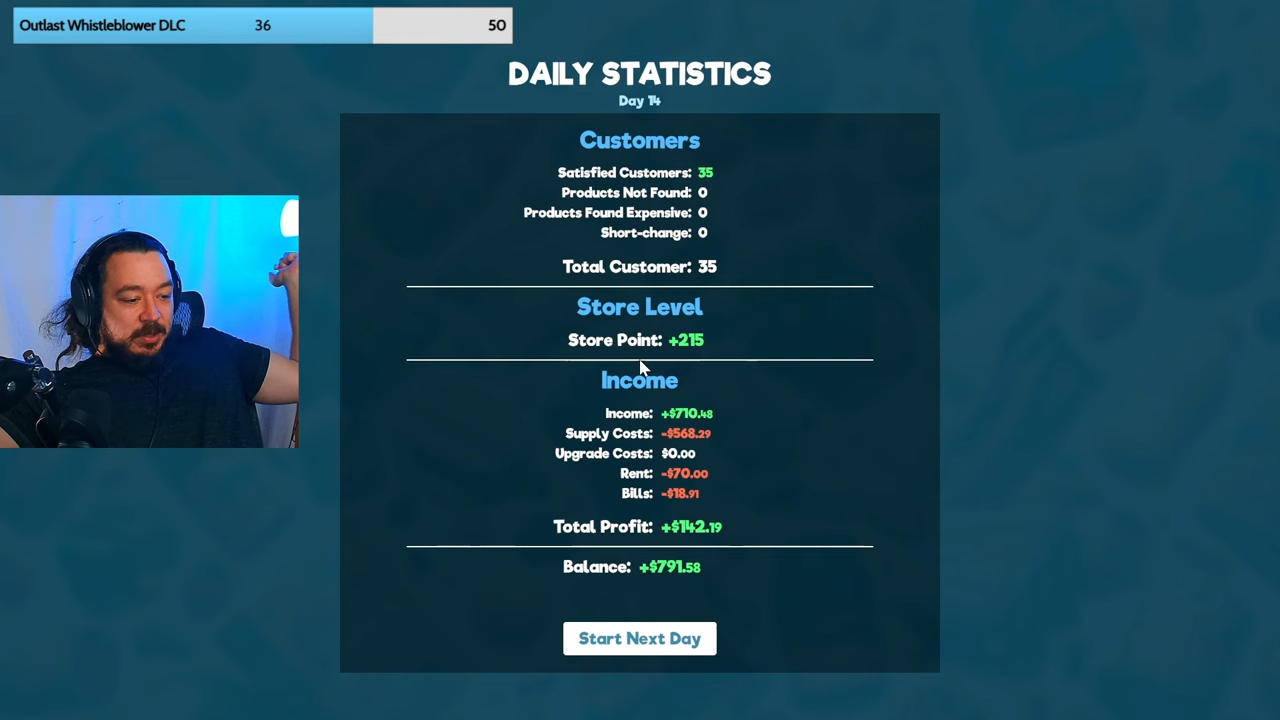 Outlast Whistleblower DLC 36 50
DAILY STATISTICS
Day 14
Customers
Satisfied Customers: 35
Products Not Found: 0
Products Found Expensive: 0
Short-change: 0
Total Customer: 35
Store Level
Store Point: +215
Income
Income: +$710.48
Supply Costs: -$568.29
Upgrade Costs: $0.00
Rent: -$70.00
Bills: -$18.91
Total Profit: +$142.19
Balance: +$791.58
Start Next Day